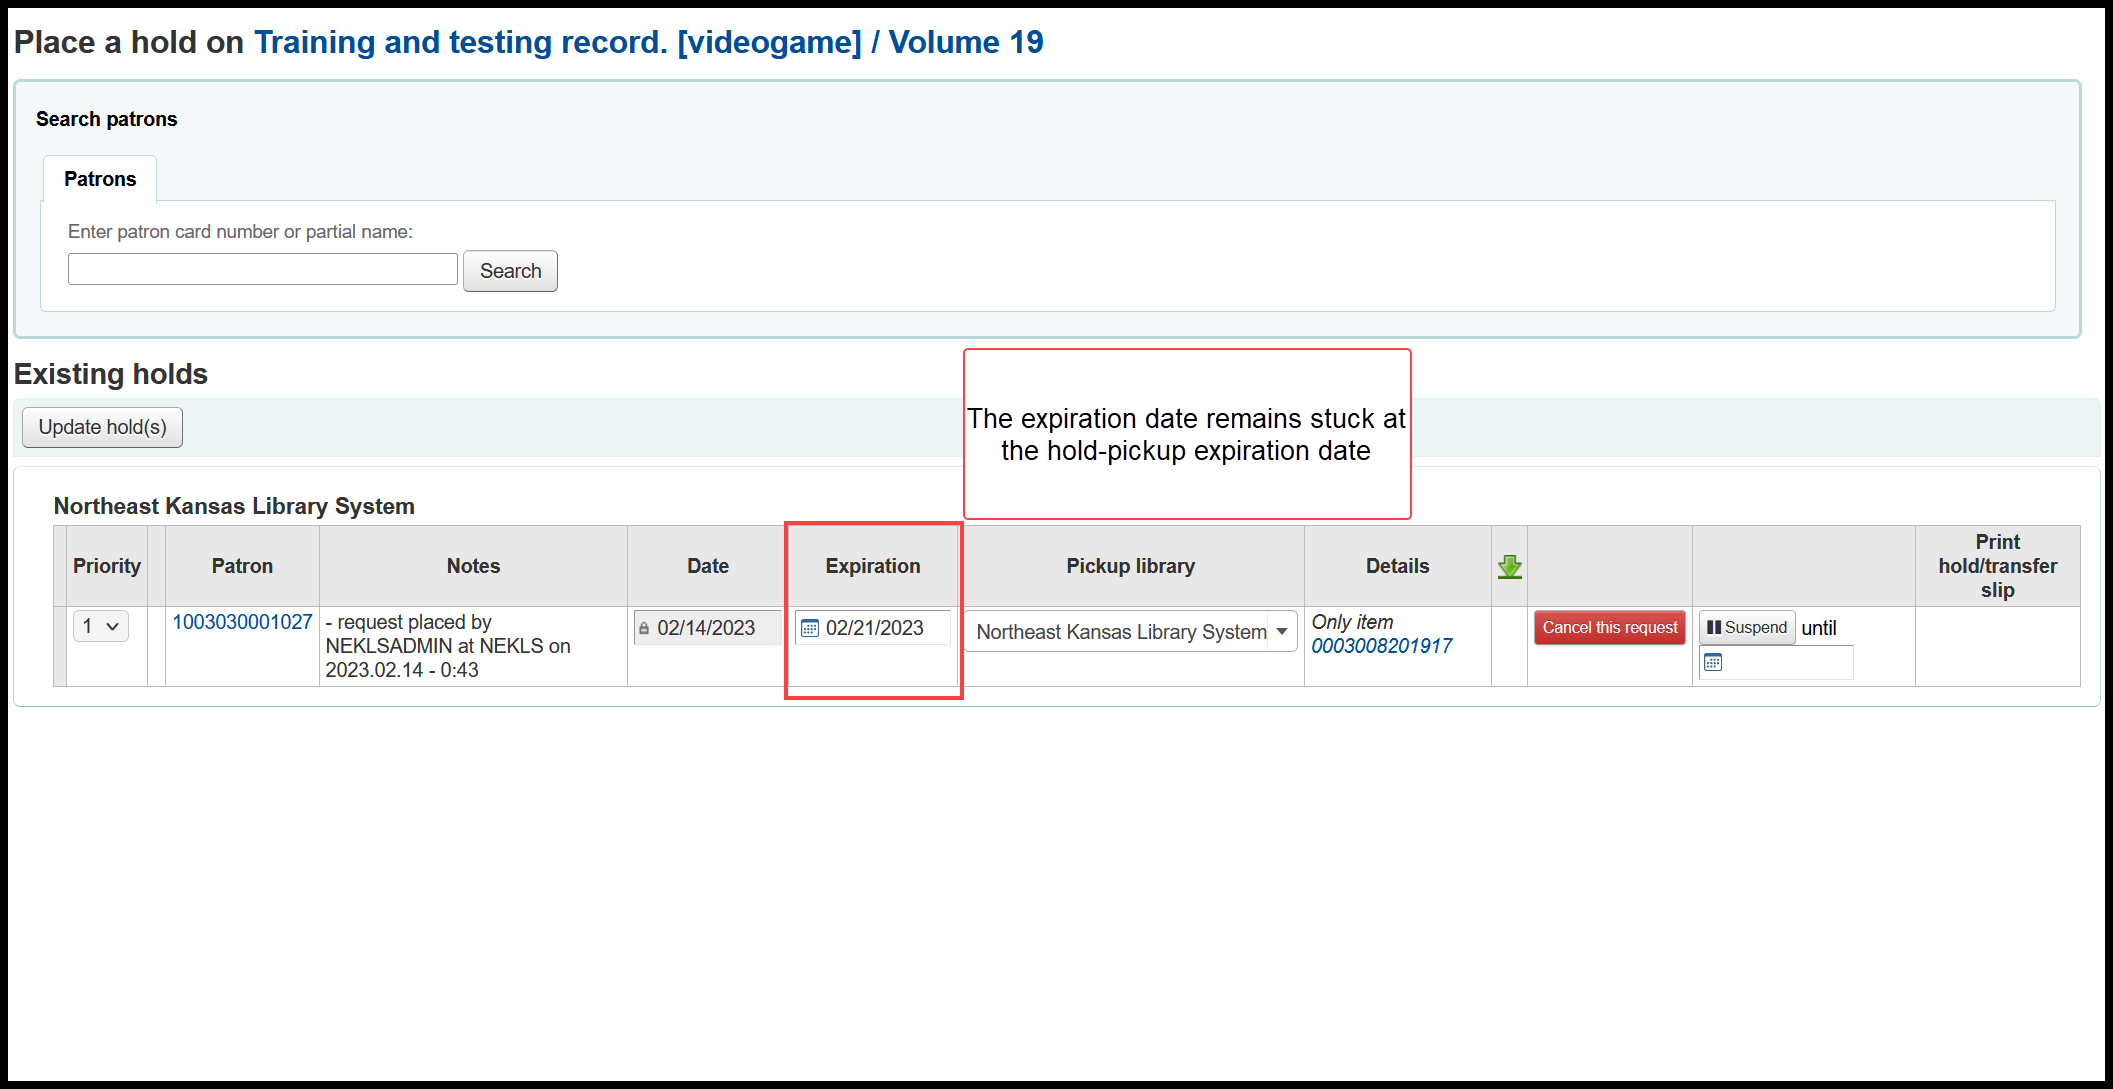 Place a hold on Training and testing record. [videogame] / Volume 19
Search patrons
Patrons
Enter patron card number or partial name:
Search
Existing holds
Update hold(s)
The expiration date remains stuck at
the hold-pickup expiration date
Northeast Kansas Library System
Priority Patron Notes Date Expiration Pickup library Details Print
hold/transfer
slip
1 1003030001027 - request placed by
NEKLSADMIN at NEKLS on
2023.02.14 - 0:43
02/14/2023 02/21/2023 Northeast Kansas Library System Only item
0003008201917
Cancel this request Suspend until